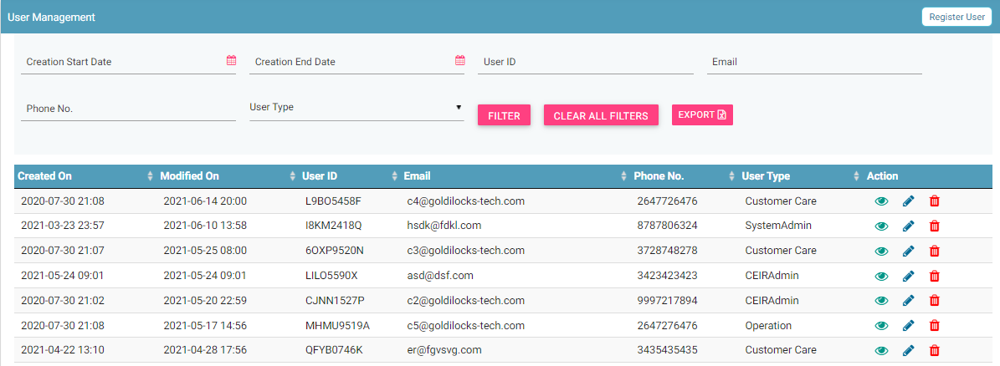 User Management Register User
Creation Start Date Creation End Date User ID Email
Phone No. User Type FILTER CLEAR ALL FILTERS EXPORT
Created On Modified On User ID Email Phone No. User Type Action
2020-07-30 21:08 2021-06-14 20:00 L9BO5458F c4@goldilocks-tech.com 2647726476 Customer Care
2021-03-23 23:57 2021-06-10 13:58 I8KM2418Q hsdk@fdkl.com 8787806324 SystemAdmin
2020-07-30 21:07 2021-05-25 08:00 6OXP9520N c3@goldilocks-tech.com 3728748278 Customer Care
2021-05-24 09:01 2021-05-24 09:01 LILO5590X asd@dsf.com 3423423423 CEIRAdmin
2020-07-30 21:02 2021-05-20 22:59 CJNN1527P c2@goldilocks-tech.com 9997217894 CEIRAdmin
2020-07-30 21:08 2021-05-17 14:56 MHMU9519A c5@goldilocks-tech.com 2647276476 Operation
2021-04-22 13:10 2021-04-28 17:56 QFYB0746K er@fgvsvg.com 3435435435 Customer Care